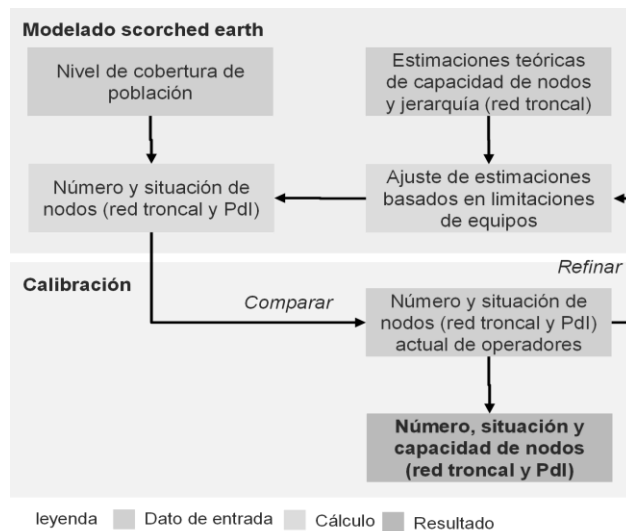 Modelado scorched earth
Nivel de cobertura de
población
Estimaciones teóricas
de capacidad de nodos
y jerarquía (red troncal)
Número y situación de
nodos (red troncal y PdI)
Ajuste de estimaciones
basados en limitaciones
de equipos
Refinar
Calibración
Comparar
Número y situación de
nodos (red troncal y PdI)
actual de operadores
Número, situación y
capacidad de nodos
(red troncal y PdI)
leyenda Dato de entrada Cálculo Resultado